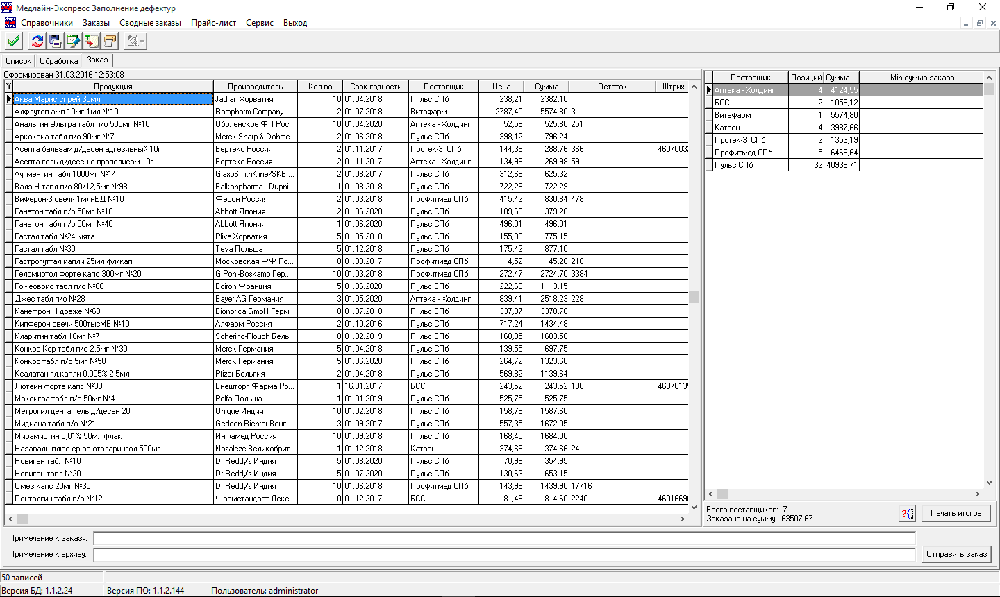 Медлайн-Экспресс Заполнение дефектур
Справочники Заказы Сводные заказы Прайс-лист Сервис Выход
Список Обработка Заказ
Сформирован 31.03.2016 12:53:08
Продукция Производитель Кол-во Срок годности Поставщик Цена Сумма Остаток Штрих-к
Аква Марис спрей 30мл Jadran Хорватия 10 01.04.2018 Пульс СПб 238,21 2382,10
Алфлутоп амп 10мг 1мл №10 Rompharm Company ... 2 01.07.2018 Витафарм 2787,40 5574,80 3
Анальгин Ультра табл п/о 500мг №10 Оболенское ФП Рос... 10 01.04.2020 Аптека - Холдинг 52,58 525,80 251
Аркоксиа табл п/о 90мг №7 Merck Sharp & Dohme... 2 01.06.2018 Пульс СПб 398,12 796,24
Асепта бальзам д/десен адгезивный 10г Вертекс Россия 2 01.11.2017 Протек-3 СПб 144,38 288,76 366 4607003
Асепта гель д/десен с прополисом 10г Вертекс Россия 2 01.11.2017 Аптека - Холдинг 134,99 269,98 59
Аугментин табл 1000мг №14 GlaxoSmithKline/SKB ... 2 01.08.2017 Пульс СПб 312,66 625,32
Валз Н табл п/о 80/12,5мг №98 Balkanpharma - Dupni... 1 01.08.2018 Пульс СПб 722,29 722,29
Виферон-3 свечи 1млнЕД №10 Ферон Россия 2 01.03.2018 Профитмед СПб 415,42 830,84 478
Ганатон табл п/о 50мг №10 Abbott Япония 2 01.06.2020 Пульс СПб 189,60 379,20
Ганатон табл п/о 50мг №40 Abbott Япония 1 01.06.2020 Пульс СПб 496,01 496,01
Гастал табл №24 мята Pliva Хорватия 5 01.05.2018 Пульс СПб 155,03 775,15
Гастал табл №30 Teva Польша 5 01.12.2018 Пульс СПб 175,42 877,10
Гастрогуттал капли 25мл фл/кап Московская ФФ Ро... 10 01.03.2017 Профитмед СПб 14,52 145,20 210
Геломиртол форте капс 300мг №20 G.Pohl-Boskamp Гер... 10 01.03.2018 Профитмед СПб 272,47 2724,70 3384
Гомеовокс табл п/о №60 Boiron Франция 5 01.06.2020 Пульс СПб 222,63 1113,15
Джес табл п/о №28 Bayer AG Германия 3 01.05.2020 Аптека - Холдинг 839,41 2518,23 228
Канефрон Н драже №60 Bionorica GmbH Герм... 10 01.07.2018 Пульс СПб 337,87 3378,70
Кипферон свечи 500тысМЕ №10 Алфарм Россия 2 01.10.2016 Пульс СПб 717,24 1434,48
Кларитин табл 10мг №7 Schering-Plough Бель... 10 01.02.2019 Пульс СПб 160,35 1603,50
Конкор Кор табл п/о 2,5мг №30 Merck Германия 5 01.04.2018 Пульс СПб 139,55 697,75
Конкор табл п/о 5мг №50 Merck Германия 5 01.06.2020 Пульс СПб 264,72 1323,60
Ксалатан гл.капли 0,005% 2,5мл Pfizer Бельгия 2 01.04.2018 Пульс СПб 569,82 1139,64
Лютеин форте капс №30 Внешторг Фарма Ро... 1 16.01.2017 БСС 243,52 243,52 106 4607013
Максигра табл п/о 50мг №4 Polfa Польша 1 01.01.2019 Пульс СПб 525,75 525,75
Метрогил дента гель д/десен 20г Unique Индия 10 01.02.2018 Пульс СПб 158,76 1587,60
Мидиана табл п/о №21 Gedeon Richter Венг... 3 01.09.2017 Пульс СПб 557,35 1672,05
Мирамистин 0,01% 50мл флак Инфамед Россия 10 01.09.2018 Пульс СПб 168,40 1684,00
Назаваль плюс ср-во отоларингол 500мг Nazaleze Великобрит... 1 01.12.2018 Катрен 374,66 374,66 24
Новиган табл №10 Dr.Reddy's Индия 5 01.08.2020 Пульс СПб 70,99 354,95
Новиган табл №20 Dr.Reddy's Индия 5 01.07.2020 Пульс СПб 130,63 653,15
Омез капс 20мг №30 Dr.Reddy's Индия 10 01.06.2018 Профитмед СПб 143,99 1439,90 17716
Пенталгин табл п/о №12 Фармстандарт-Лекс... 10 01.12.2017 БСС 81,46 814,60 22401 4601669
Поставщик Позиций Сумма ... Min сумма заказа
Аптека - Холдинг 4 4124,55
БСС 2 1058,12
Витафарм 1 5574,80
Катрен 4 3987,66
Протек-3 СПб 2 1353,19
Профитмед СПб 5 6469,64
Пульс СПб 32 40939,71
Всего поставщиков: 7
Заказано на сумму: 63507,67
Печать итогов
Примечание к заказу:
Примечание к архиву:
Отправить заказ
50 записей
Версия БД: 1.1.2.24 Версия ПО: 1.1.2.144 Пользователь: administrator